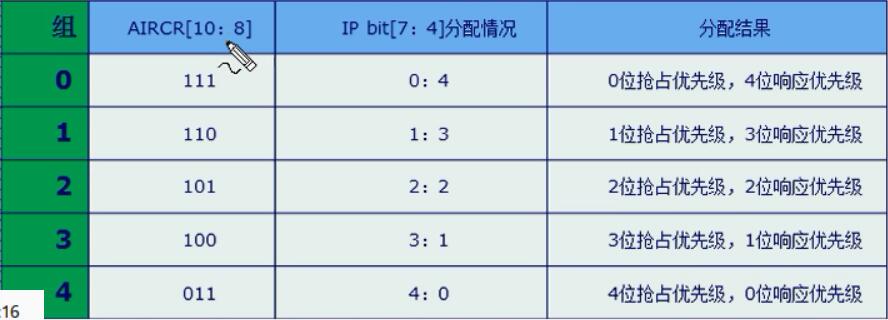 组 AIRCR[10：8] IP bit[7：4]分配情况 分配结果
0 111 0：4 0位抢占优先级，4位响应优先级
1 110 1：3 1位抢占优先级，3位响应优先级
2 101 2：2 2位抢占优先级，2位响应优先级
3 100 3：1 3位抢占优先级，1位响应优先级
4 011 4：0 4位抢占优先级，0位响应优先级
:16